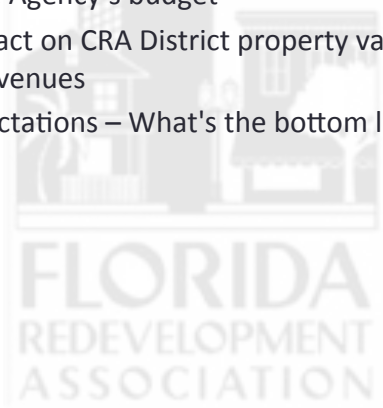 Agency's budget
act on CRA District property va
venues
ctations – What's the bottom l
FLORIDA
REDEVELOPMENT
ASSOCIATION